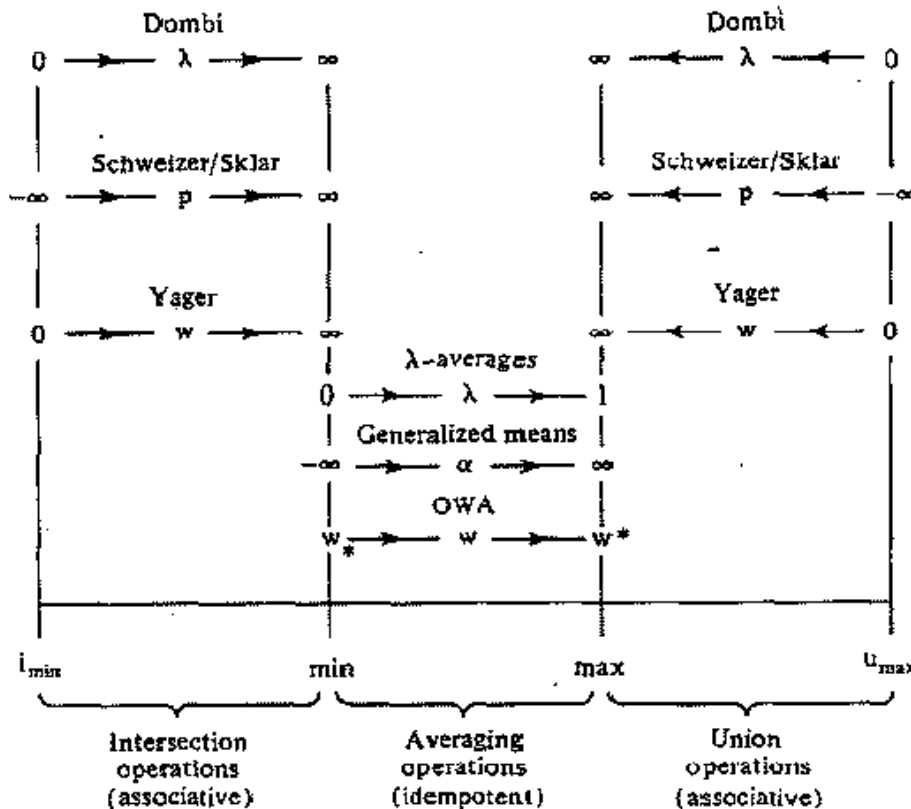 Dombi
0 λ ∞
Schweizer/Sklar
−∞ p ∞
Yager
0 w ∞
Dombi
∞ λ 0
Schweizer/Sklar
∞ p −∞
Yager
∞ w 0
λ-averages
0 λ 1
Generalized means
−∞ α ∞
OWA
w* w w*
i_min min max u_max
Intersection
operations
(associative)
Averaging
operations
(idempotent)
Union
operations
(associative)